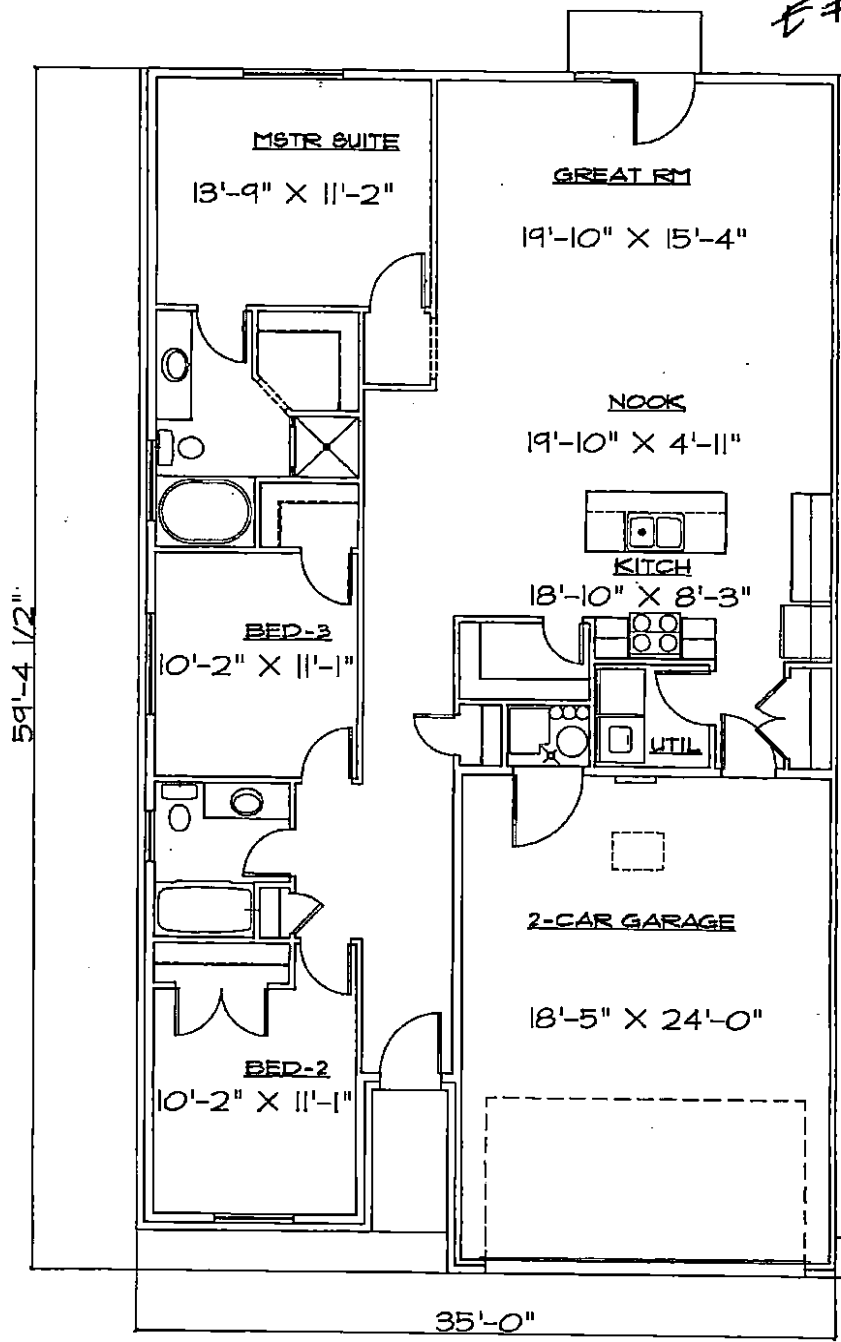 MSTR SUITE
13'-9" X 11'-2"
GREAT RM
19'-10" X 15'-4"
NOOK
19'-10" X 4'-11"
KITCH
18'-10" X 8'-3"
BED-3
10'-2" X 11'-1"
UTIL
59'-4 1/2"
2-CAR GARAGE
18'-5" X 24'-0"
BED-2
10'-2" X 11'-1"
35'-0"